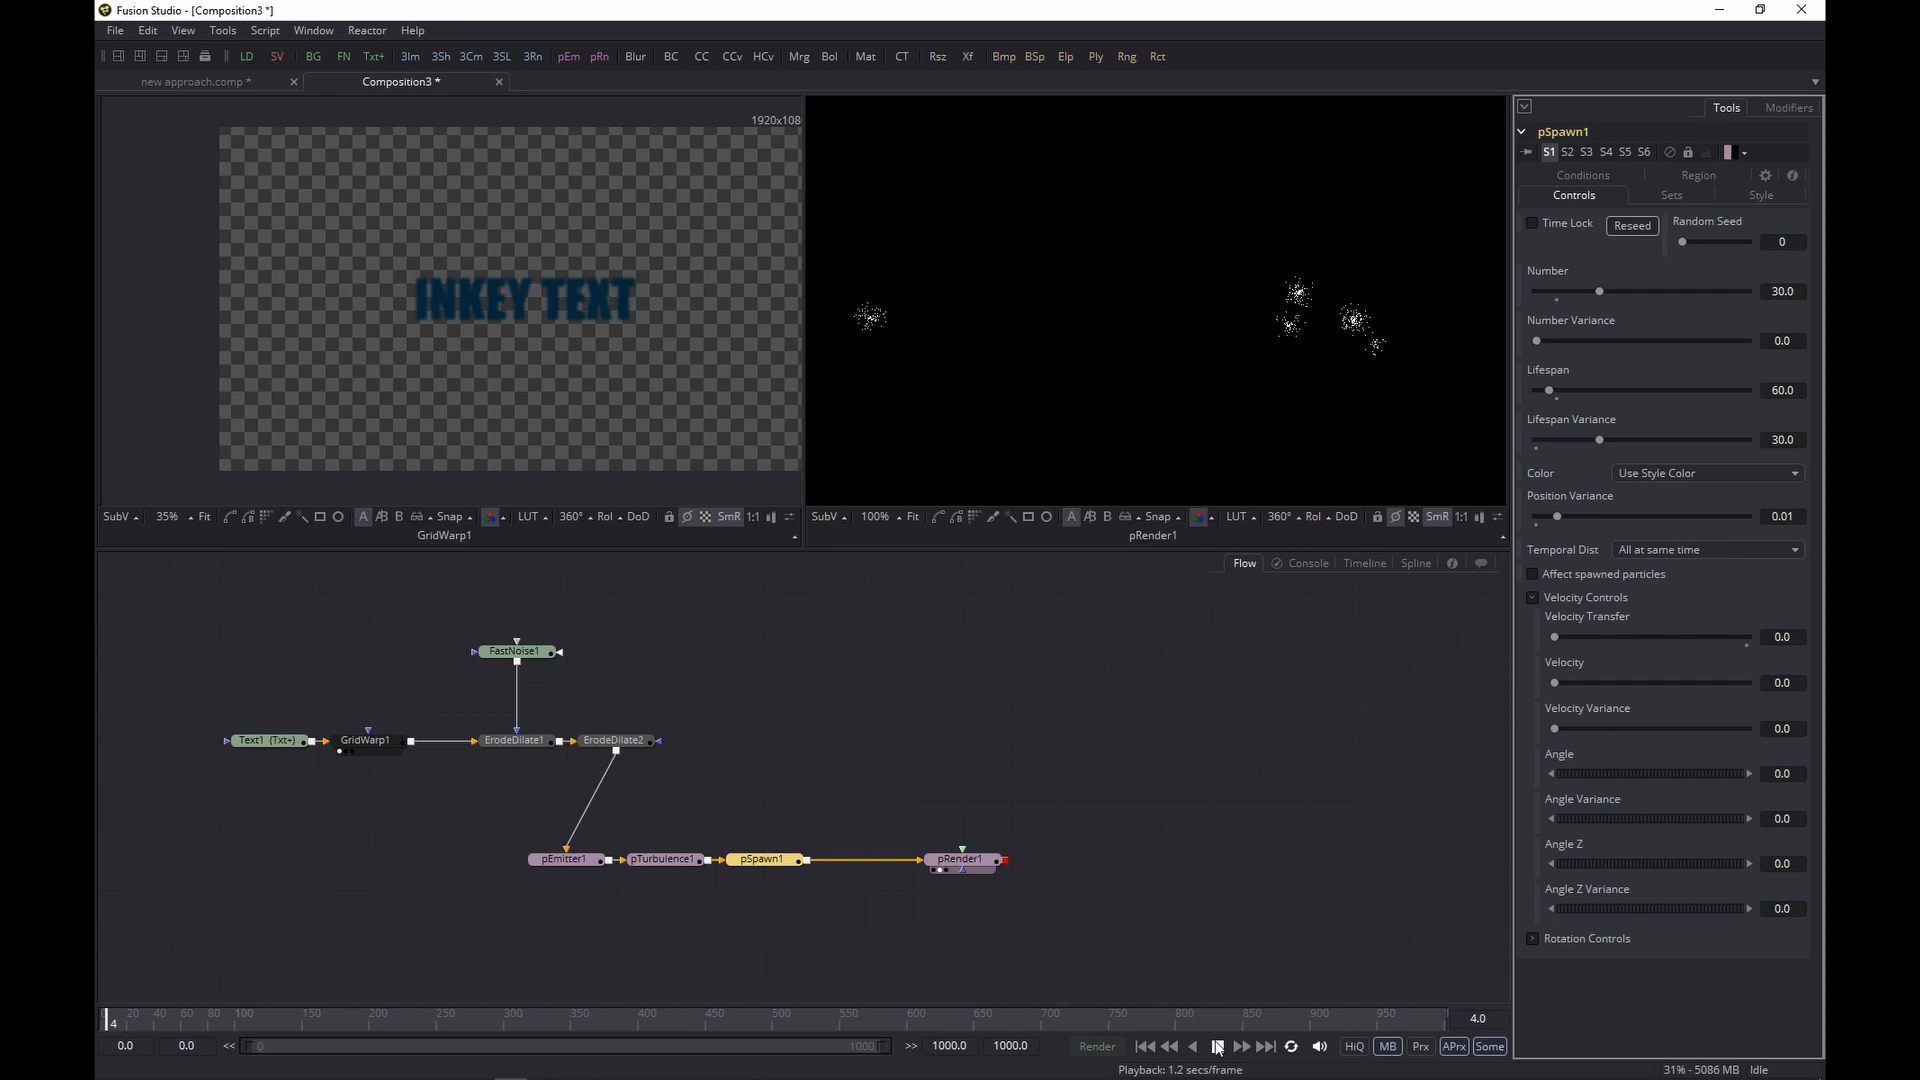 Fusion Studio - [Composition3 *]
File Edit View Tools Script Window Reactor Help
LD SV BG FN Txt+ 3Im 3Sh 3Cm 3SL 3Rn pEm pRn Blur BC CC CCv HCv Mrg Bol Mat CT Rsz Xf Bmp BSp Elp Ply Rng Rct
new approach.comp * Composition3 *
1920x108
INKEY TEXT
SubV 35% Fit A B Snap LUT 360° RoI DoD SmR 1:1
GridWarp1
SubV 100% Fit A B Snap LUT 360° RoI DoD SmR 1:1
pRender1
Flow Console Timeline Spline
FastNoise1
Text1 (Txt+) GridWarp1 ErodeDilate1 ErodeDilate2
pEmitter1 pTurbulence1 pSpawn1 pRender1
Tools Modifiers
pSpawn1
S1 S2 S3 S4 S5 S6
Conditions Region
Controls Sets Style
Time Lock Reseed Random Seed
0
Number
30.0
Number Variance
0.0
Lifespan
60.0
Lifespan Variance
30.0
Color Use Style Color
Position Variance
0.01
Temporal Dist All at same time
Affect spawned particles
Velocity Controls
Velocity Transfer
0.0
Velocity
0.0
Velocity Variance
0.0
Angle
0.0
Angle Variance
0.0
Angle Z
0.0
Angle Z Variance
0.0
Rotation Controls
20 40 60 80 100 150 200 250 300 350 400 450 500 550 600 650 700 750 800 850 900 950
4 4.0
0.0 0.0 << 0 1000 >> 1000.0 1000.0 Render HiQ MB Prx APrx Some
Playback: 1.2 secs/frame 31% - 5086 MB Idle